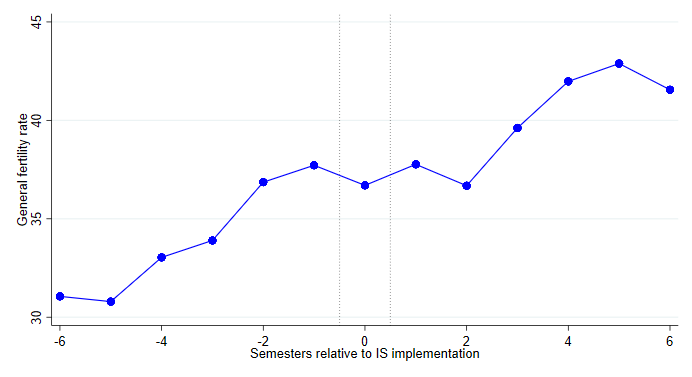 General fertility rate
45
40
35
30
-6 -4 -2 0 2 4 6
Semesters relative to IS implementation